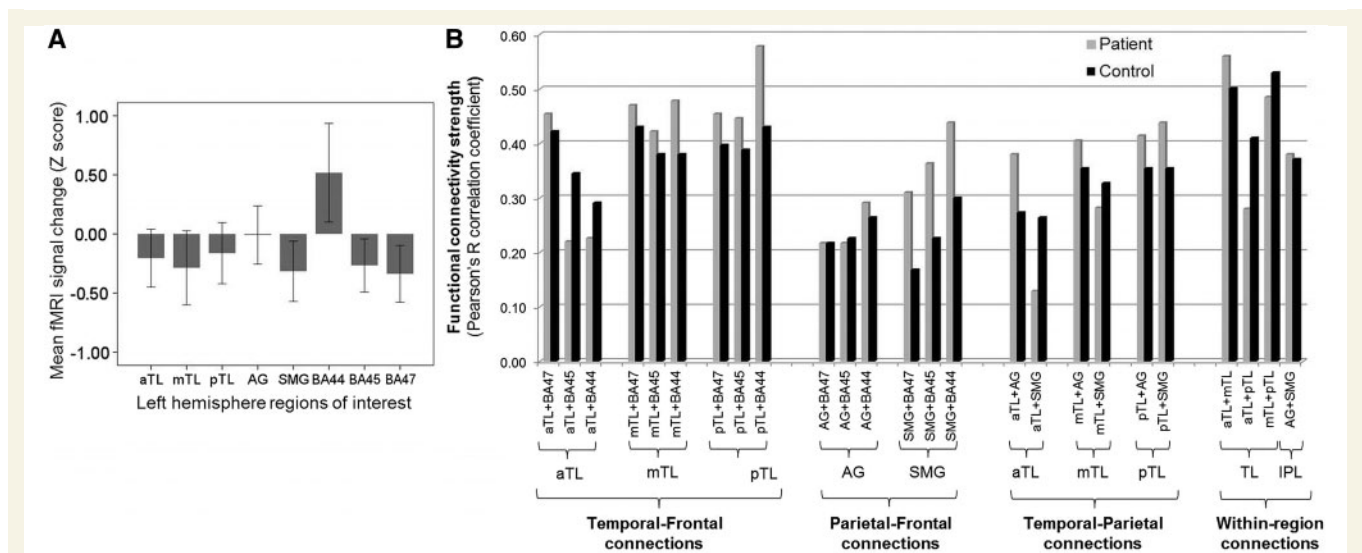 A
Mean fMRI signal change (Z score)
1.00
0.50
0.00
-0.50
-1.00
aTL mTL pTL AG SMG BA44 BA45 BA47
Left hemisphere regions of interest
B
Functional connectivity strength
(Pearson's R correlation coefficient)
0.60
0.50
0.40
0.30
0.20
0.10
0.00
Patient
Control
aTL+BA47
aTL+BA45
aTL+BA44
mTL+BA47
mTL+BA45
mTL+BA44
pTL+BA47
pTL+BA45
pTL+BA44
AG+BA47
AG+BA45
AG+BA44
SMG+BA47
SMG+BA45
SMG+BA44
aTL+AG
aTL+SMG
mTL+AG
mTL+SMG
pTL+AG
pTL+SMG
aTL+mTL
aTL+pTL
mTL+pTL
AG+SMG
aTL mTL pTL AG SMG aTL mTL pTL TL IPL
Temporal-Frontal
connections
Parietal-Frontal
connections
Temporal-Parietal
connections
Within-region
connections